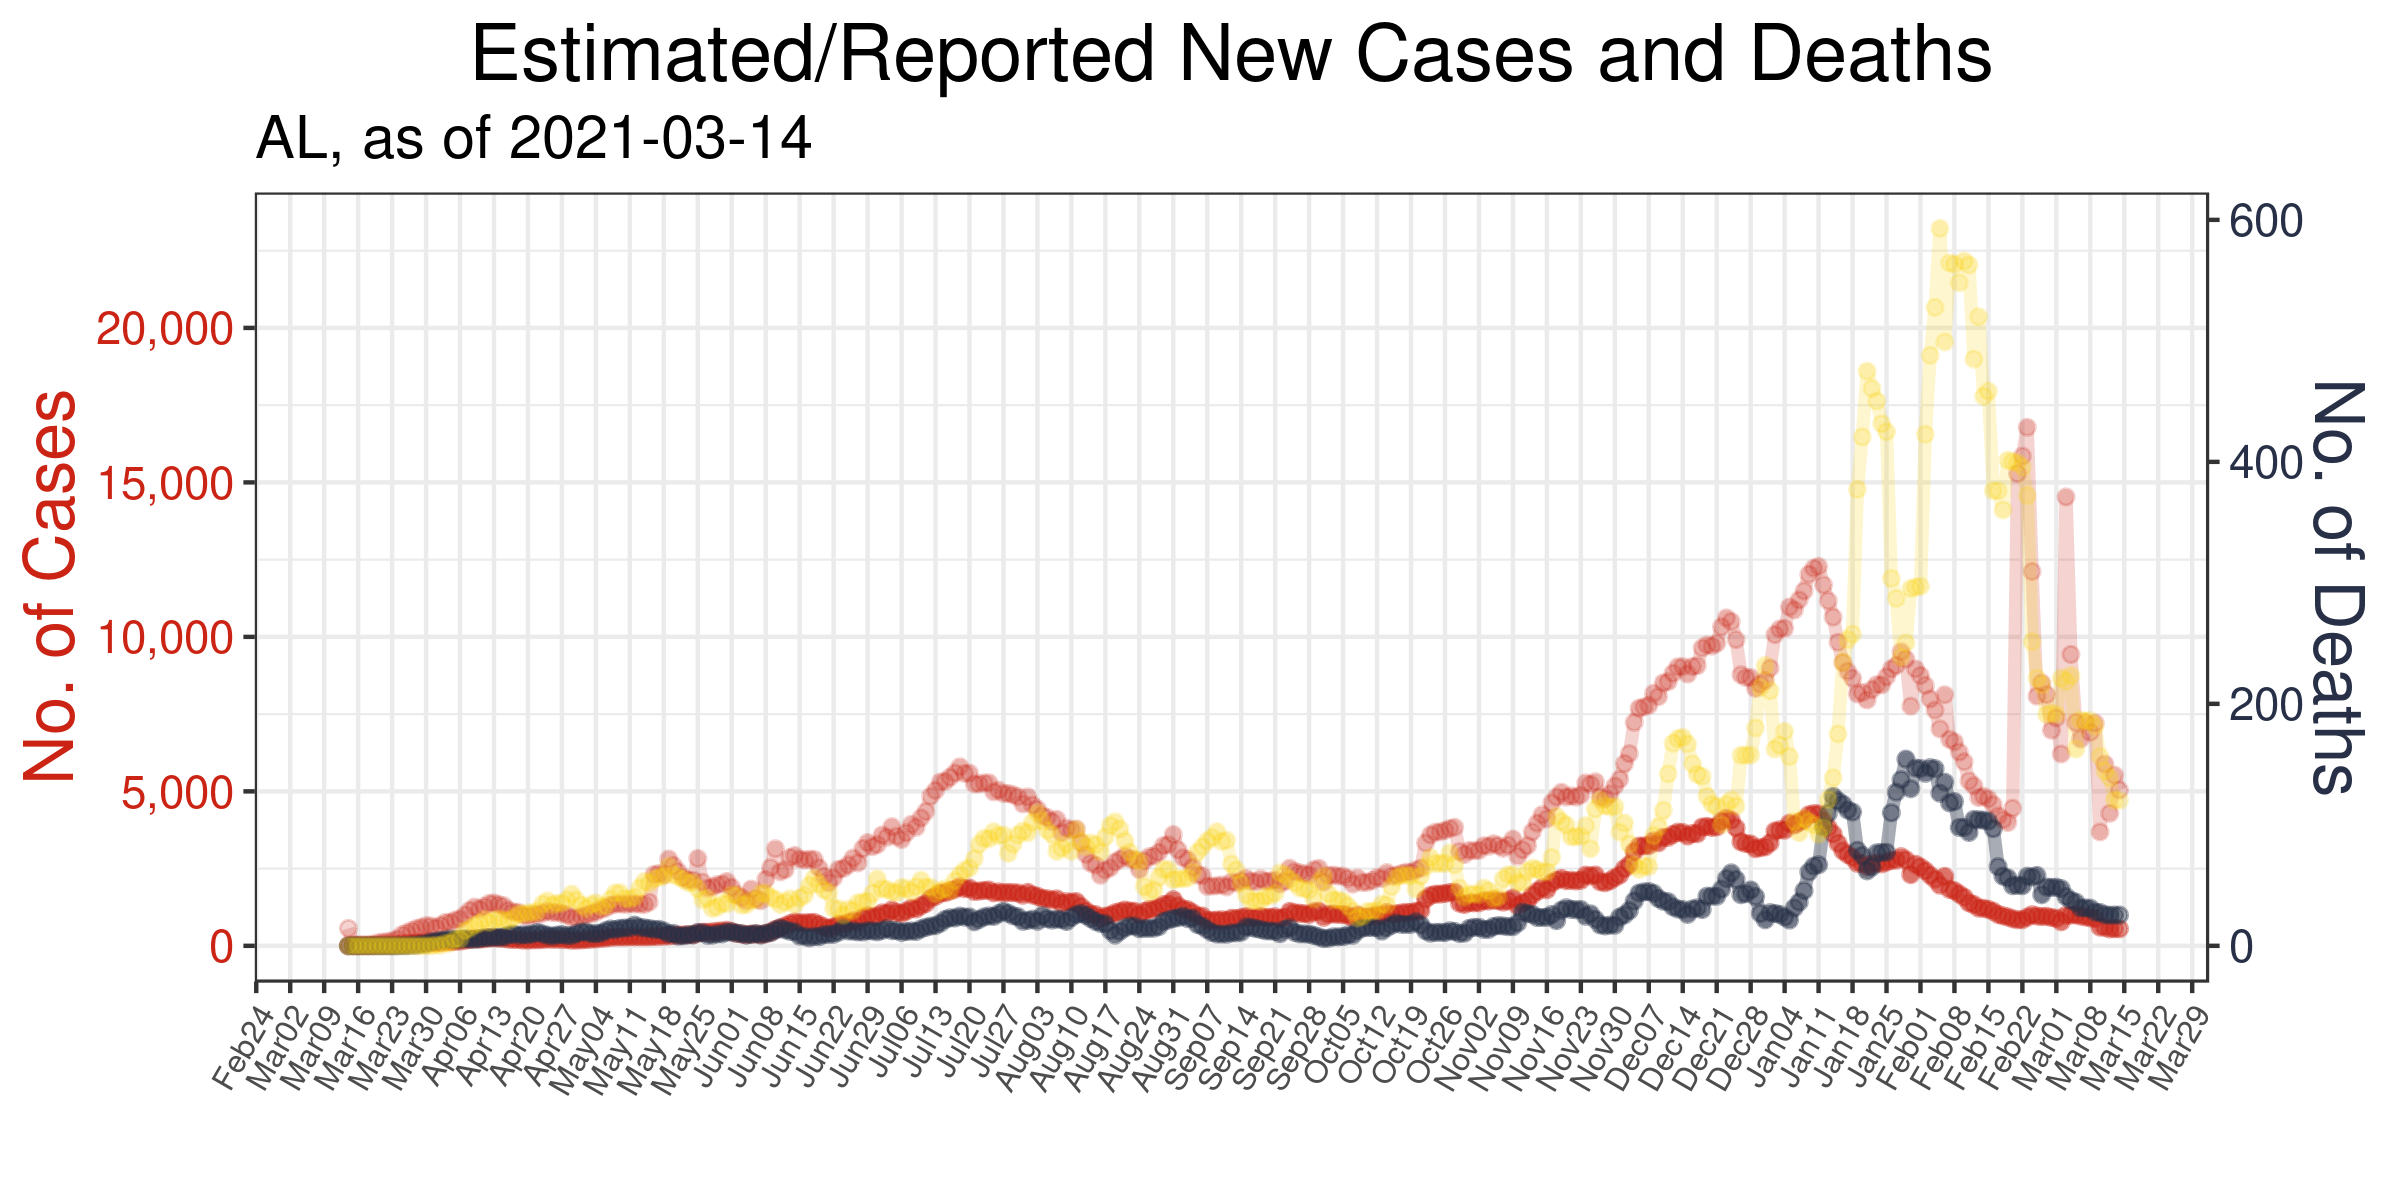 Estimated/Reported New Cases and Deaths
AL, as of 2021-03-14
No. of Cases
20,000
15,000
10,000
5,000
0
600
400
200
0
No. of Deaths
Feb24
Mar02
Mar09
Mar16
Mar23
Mar30
Apr06
Apr13
Apr20
Apr27
May04
May11
May18
May25
Jun01
Jun08
Jun15
Jun22
Jun29
Jul06
Jul13
Jul20
Jul27
Aug03
Aug10
Aug17
Aug24
Aug31
Sep07
Sep14
Sep21
Sep28
Oct05
Oct12
Oct19
Oct26
Nov02
Nov09
Nov16
Nov23
Nov30
Dec07
Dec14
Dec21
Dec28
Jan04
Jan11
Jan18
Jan25
Feb01
Feb08
Feb15
Feb22
Mar01
Mar08
Mar15
Mar22
Mar29